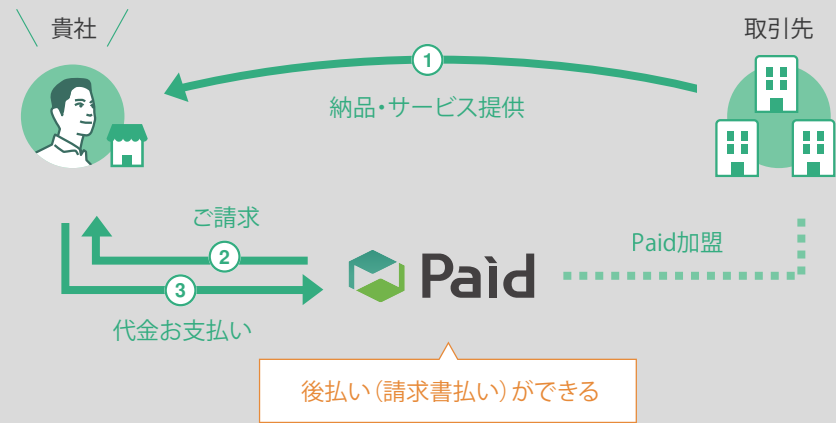 貴社
取引先
1
納品・サービス提供
ご請求
2
3
代金お支払い
Paid
Paid加盟
後払い（請求書払い）ができる